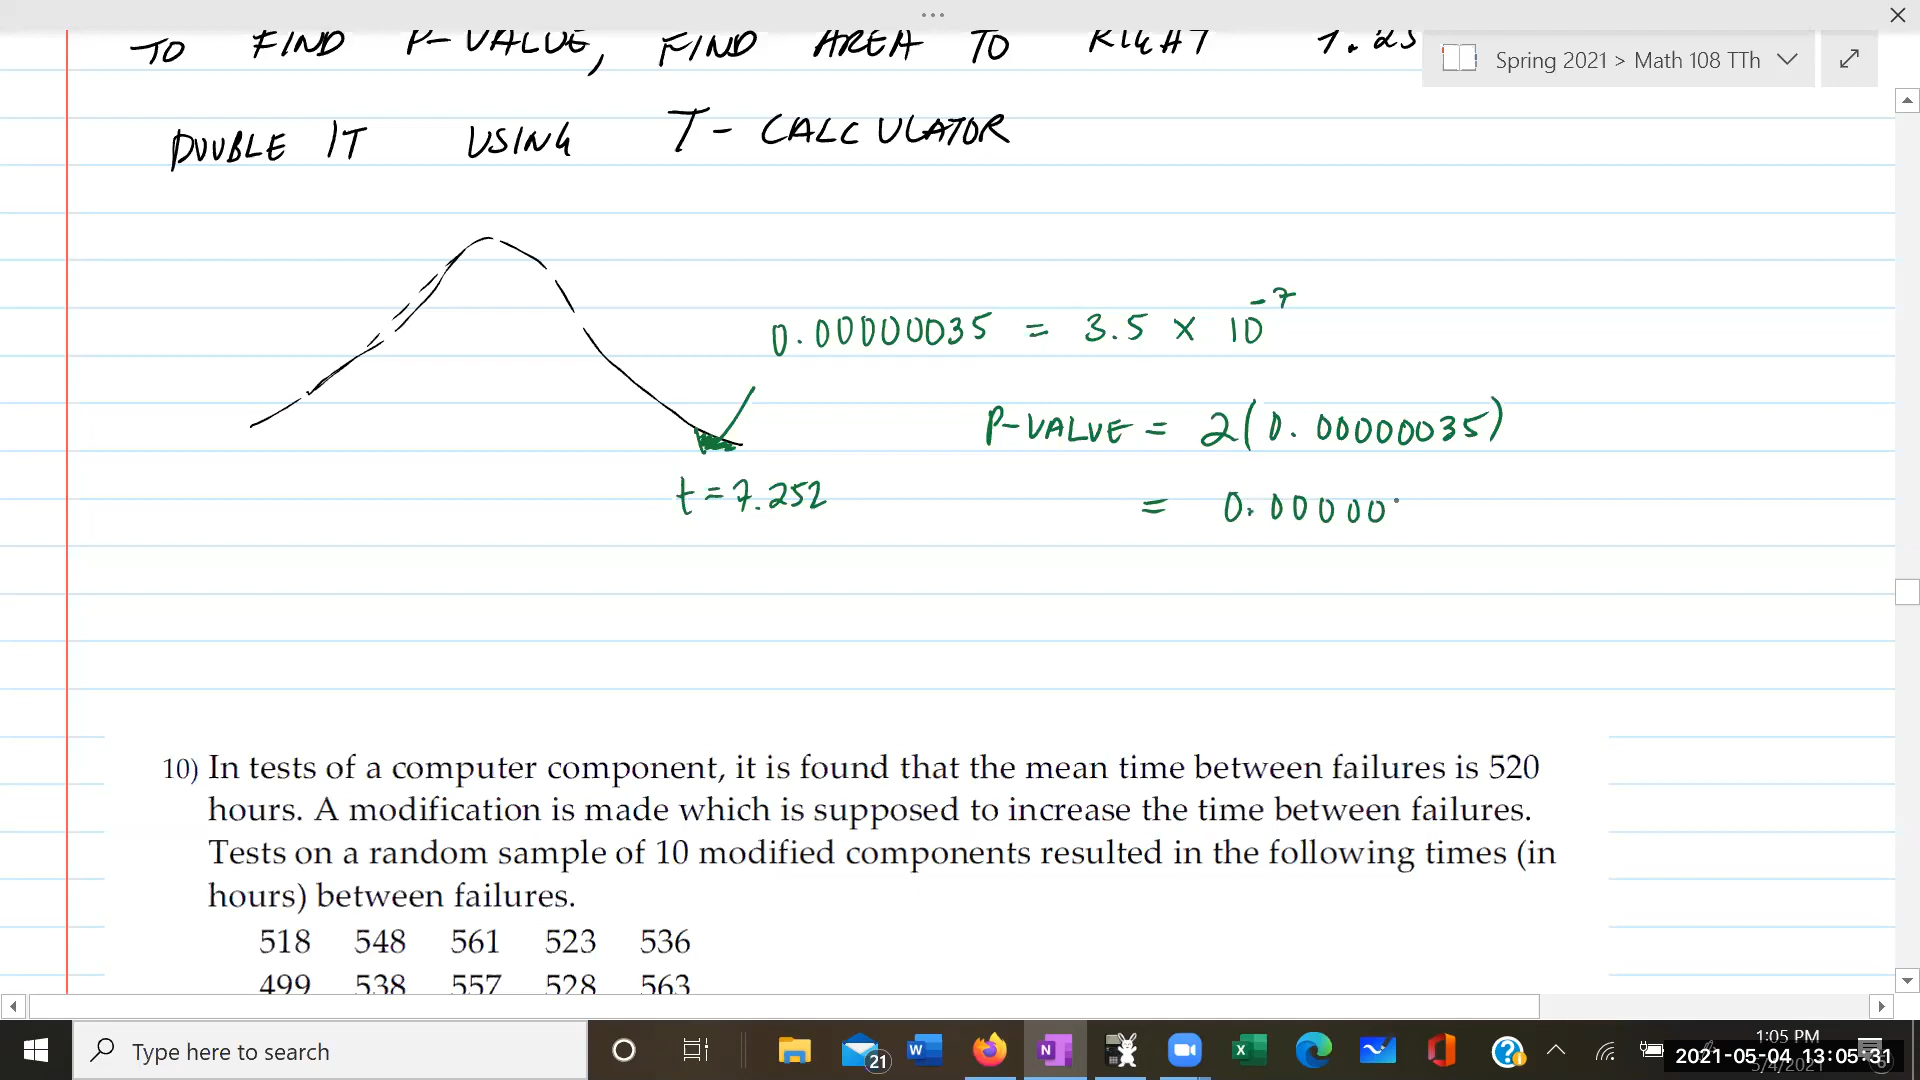 ...
TO FIND P-VALUE, FIND AREA TO RIGHT 7.25
Spring 2021 > Math 108 TTh
DOUBLE IT USING T-CALCULATOR
0.00000035 = 3.5 × 10⁻⁷
P-VALUE = 2(0.00000035)
t = 7.252
= 0.00000
10) In tests of a computer component, it is found that the mean time between failures is 520
hours. A modification is made which is supposed to increase the time between failures.
Tests on a random sample of 10 modified components resulted in the following times (in
hours) between failures.
518 548 561 523 536
499 538 557 528 563
Type here to search
21
1:05 PM
2021-05-04 13:05:31